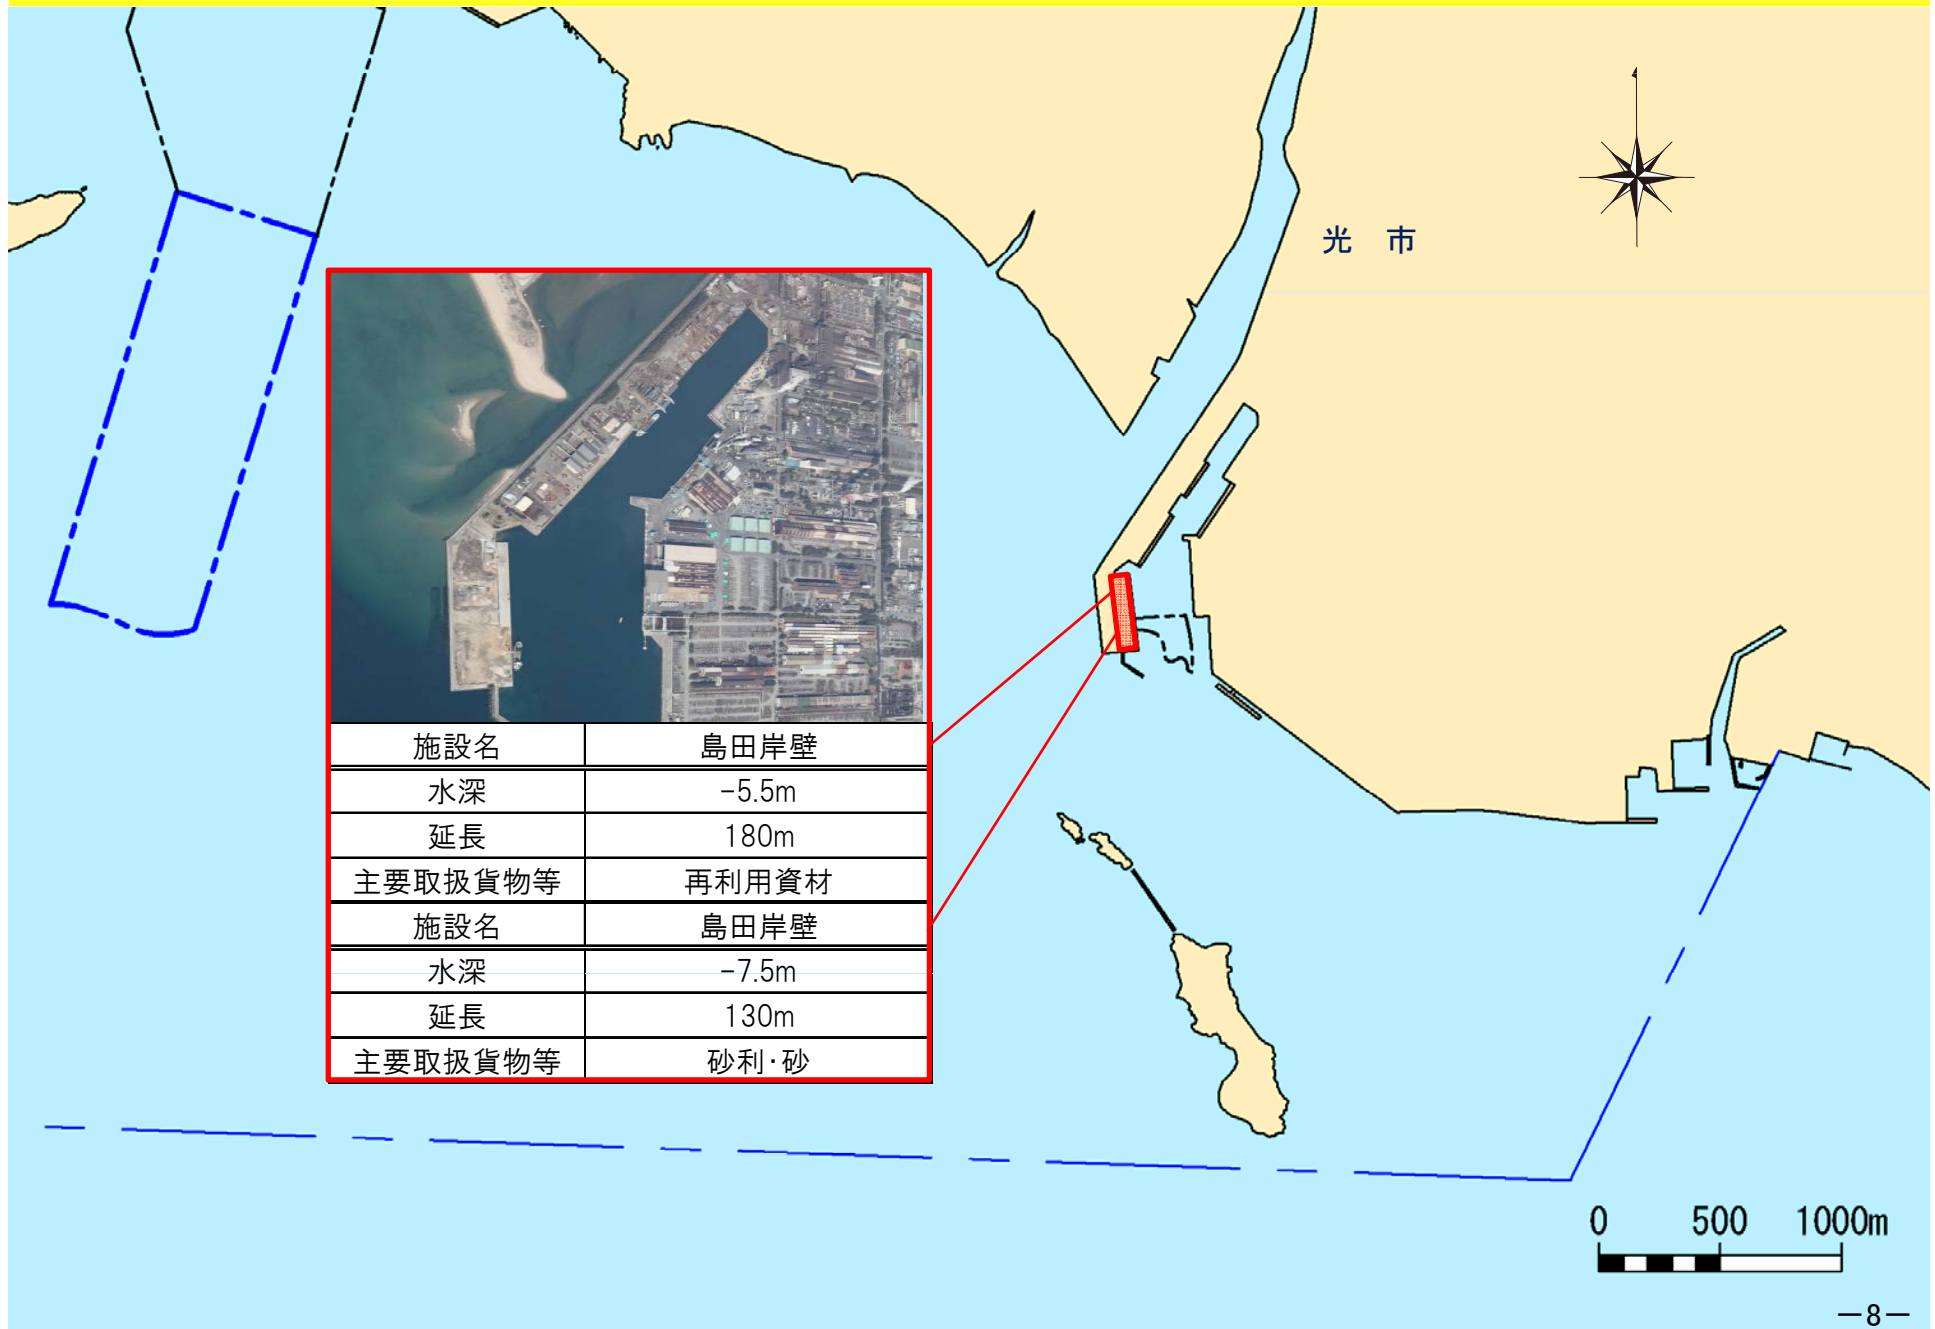 光 市
施設名 島田岸壁
水深 -5.5m
延長 180m
主要取扱貨物等 再利用資材
施設名 島田岸壁
水深 -7.5m
延長 130m
主要取扱貨物等 砂利･砂
0 500 1000m
－8－